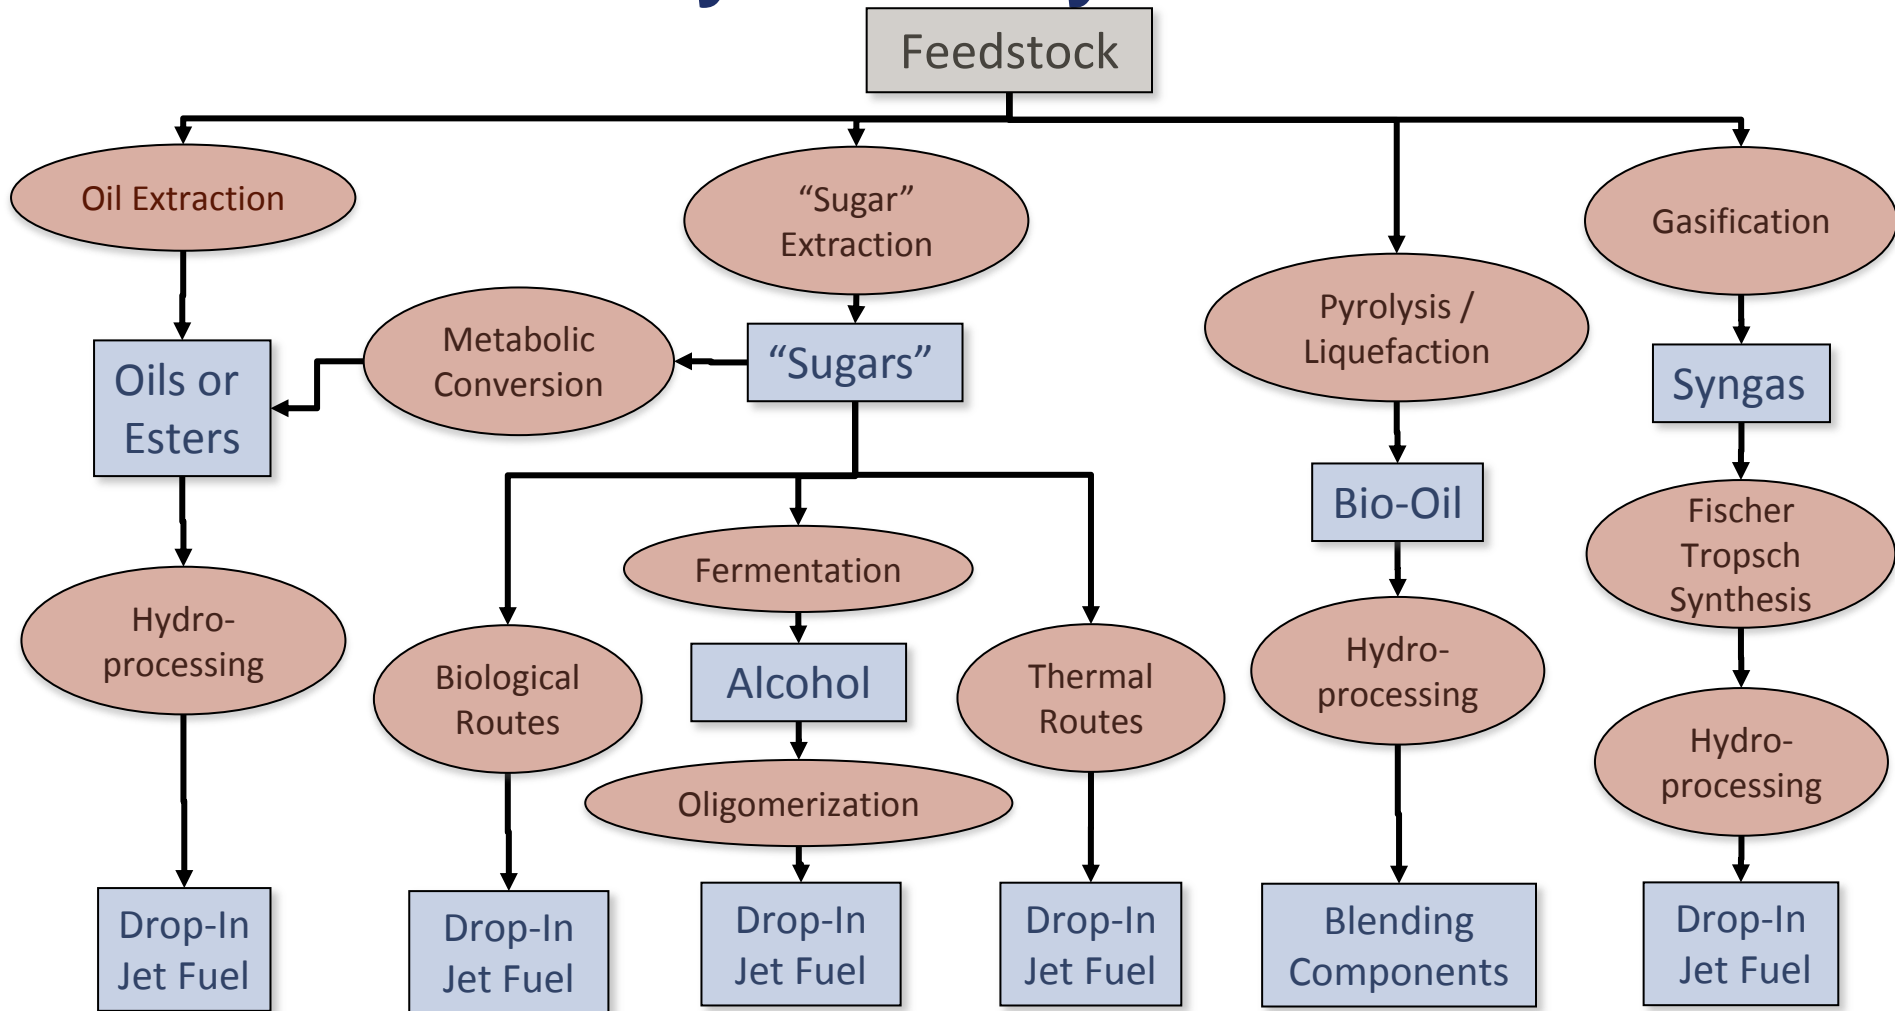 Feedstock
Oil Extraction
“Sugar”
Extraction
Gasification
Pyrolysis /
Liquefaction
Metabolic
Conversion
“Sugars”
Oils or
Esters
Syngas
Bio-Oil
Fischer
Tropsch
Synthesis
Fermentation
Hydro-
processing
Biological
Routes
Alcohol
Thermal
Routes
Hydro-
processing
Hydro-
processing
Oligomerization
Drop-In
Jet Fuel
Drop-In
Jet Fuel
Drop-In
Jet Fuel
Drop-In
Jet Fuel
Blending
Components
Drop-In
Jet Fuel